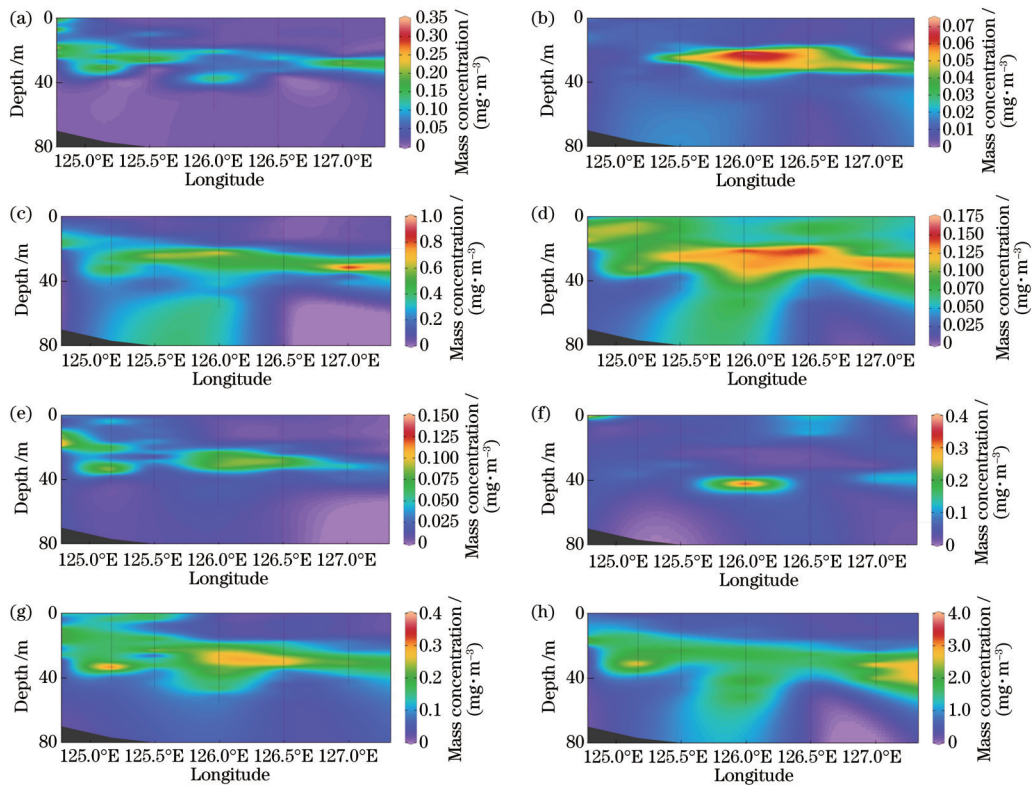 (a)
0
40
80
Depth /m
125.0°E 125.5°E 126.0°E 126.5°E 127.0°E
Longitude
0.35
0.30
0.25
0.20
0.15
0.10
0.05
0
Mass concentration /
(mg·m⁻³)
(b)
0
40
80
Depth /m
125.0°E 125.5°E 126.0°E 126.5°E 127.0°E
Longitude
0.07
0.06
0.05
0.04
0.03
0.02
0.01
0
Mass concentration /
(mg·m⁻³)
(c)
0
40
80
Depth /m
125.0°E 125.5°E 126.0°E 126.5°E 127.0°E
Longitude
1.0
0.8
0.6
0.4
0.2
0
Mass concentration /
(mg·m⁻³)
(d)
0
40
80
Depth /m
125.0°E 125.5°E 126.0°E 126.5°E 127.0°E
Longitude
0.175
0.150
0.125
0.100
0.075
0.050
0.025
0
Mass concentration /
(mg·m⁻³)
(e)
0
40
80
Depth /m
125.0°E 125.5°E 126.0°E 126.5°E 127.0°E
Longitude
0.150
0.125
0.100
0.075
0.050
0.025
0
Mass concentration /
(mg·m⁻³)
(f)
0
40
80
Depth /m
125.0°E 125.5°E 126.0°E 126.5°E 127.0°E
Longitude
0.4
0.3
0.2
0.1
0
Mass concentration /
(mg·m⁻³)
(g)
0
40
80
Depth /m
125.0°E 125.5°E 126.0°E 126.5°E 127.0°E
Longitude
0.4
0.3
0.2
0.1
0
Mass concentration /
(mg·m⁻³)
(h)
0
40
80
Depth /m
125.0°E 125.5°E 126.0°E 126.5°E 127.0°E
Longitude
4.0
3.0
2.0
1.0
0
Mass concentration /
(mg·m⁻³)